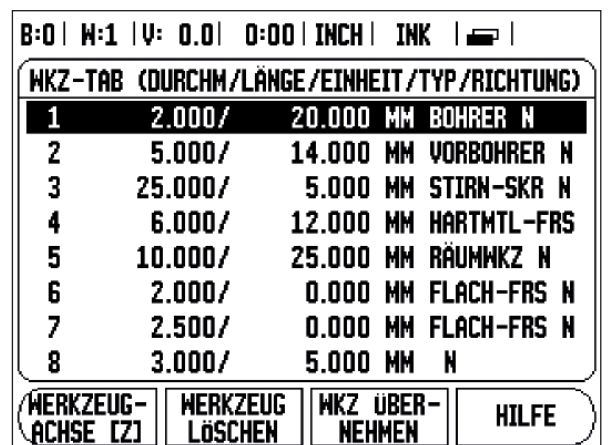 B:0 | W:1 | V: 0.0 | 0:00 | INCH | INK
WKZ-TAB (DURCHM/LÄNGE/EINHEIT/TYP/RICHTUNG)
1 2.000/ 20.000 MM BOHRER N
2 5.000/ 14.000 MM VORBOHRER N
3 25.000/ 5.000 MM STIRN-SKR N
4 6.000/ 12.000 MM HARTMTL-FRS
5 10.000/ 25.000 MM RÄUMWKZ N
6 2.000/ 0.000 MM FLACH-FRS N
7 2.500/ 0.000 MM FLACH-FRS N
8 3.000/ 5.000 MM N
WERKZEUG- WERKZEUG WKZ ÜBER- HILFE
ACHSE [Z] LÖSCHEN NEHMEN